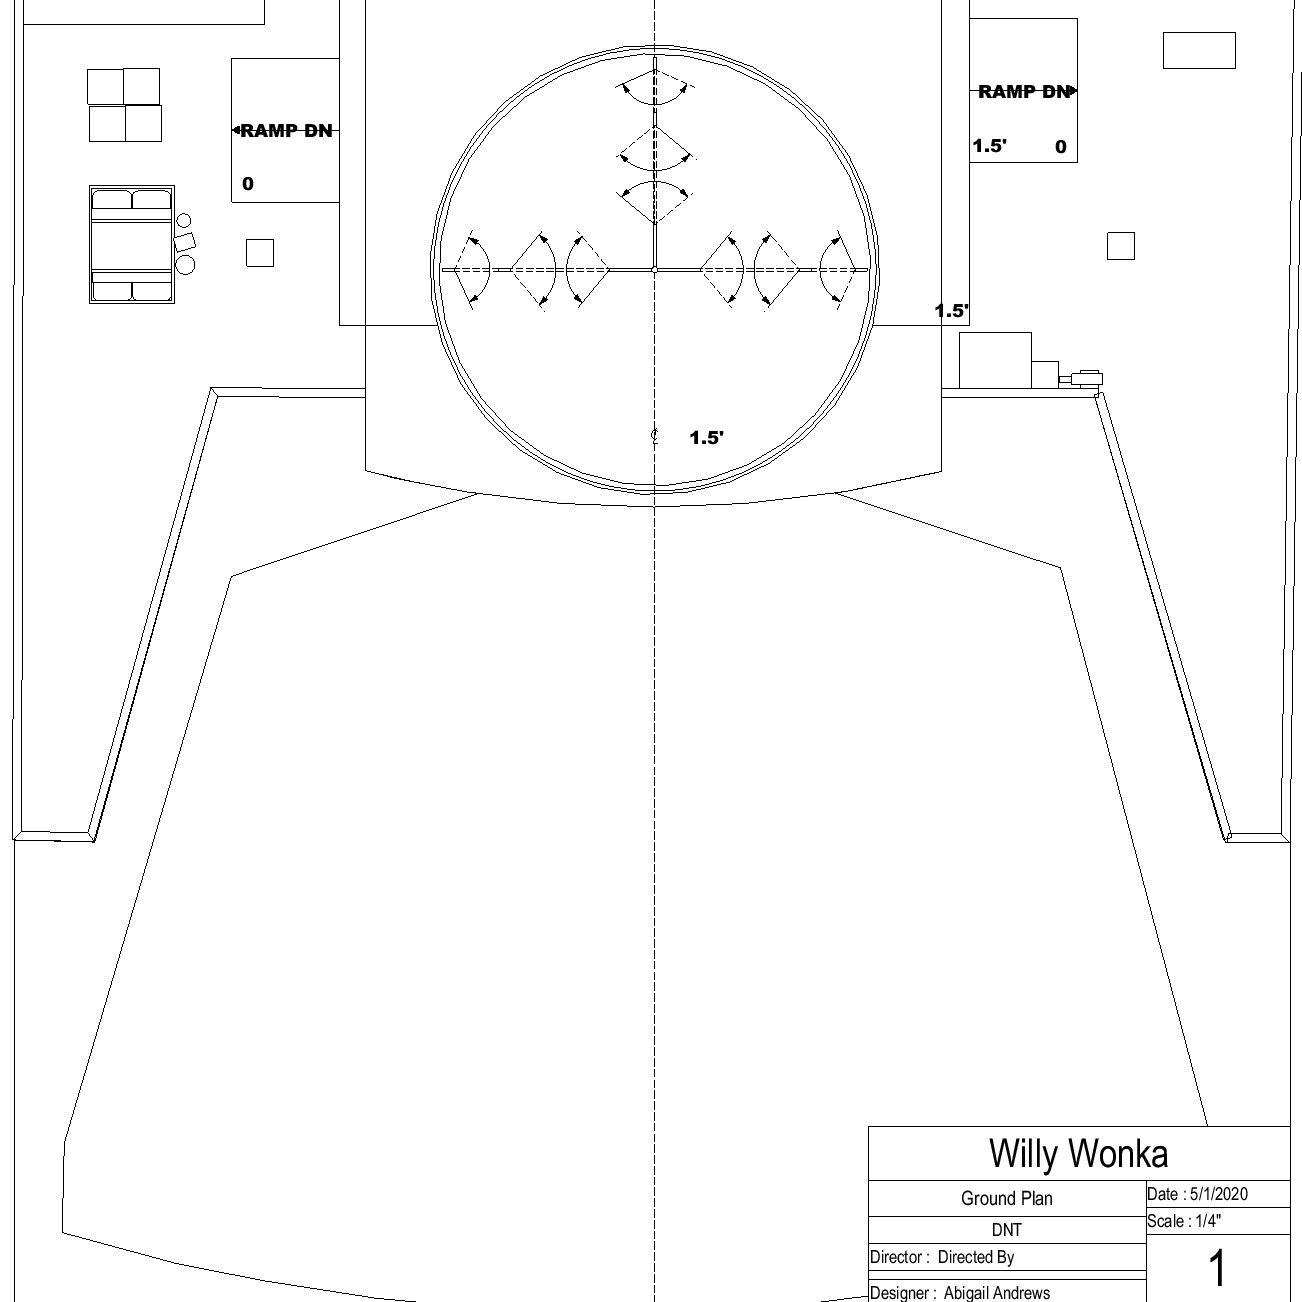 RAMP DN
RAMP DN
1.5' 0
0
1.5'
℄ 1.5'
Willy Wonka
Ground Plan
Date : 5/1/2020
DNT
Scale : 1/4"
Director : Directed By
1
Designer : Abigail Andrews